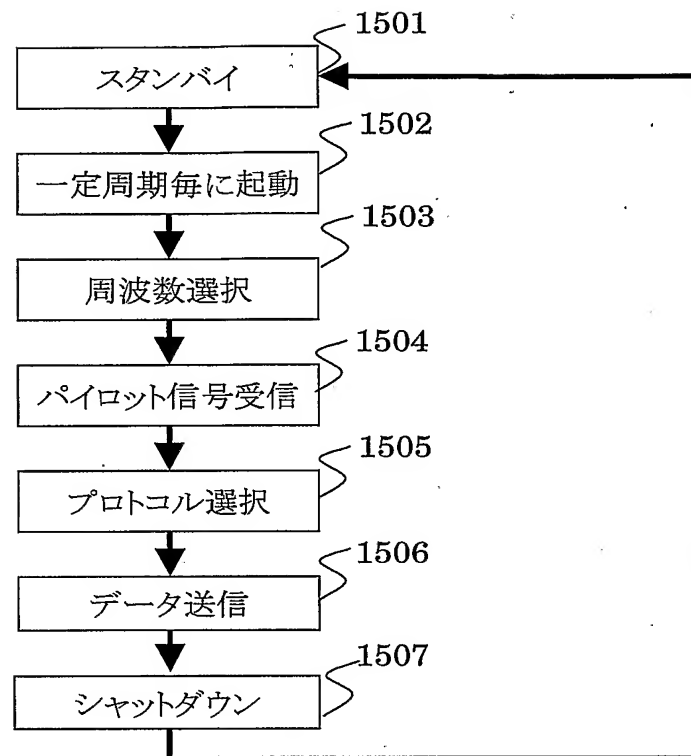 1501
スタンバイ
1502
一定周期毎に起動
1503
周波数選択
1504
パイロット信号受信
1505
プロトコル選択
1506
データ送信
1507
シャットダウン